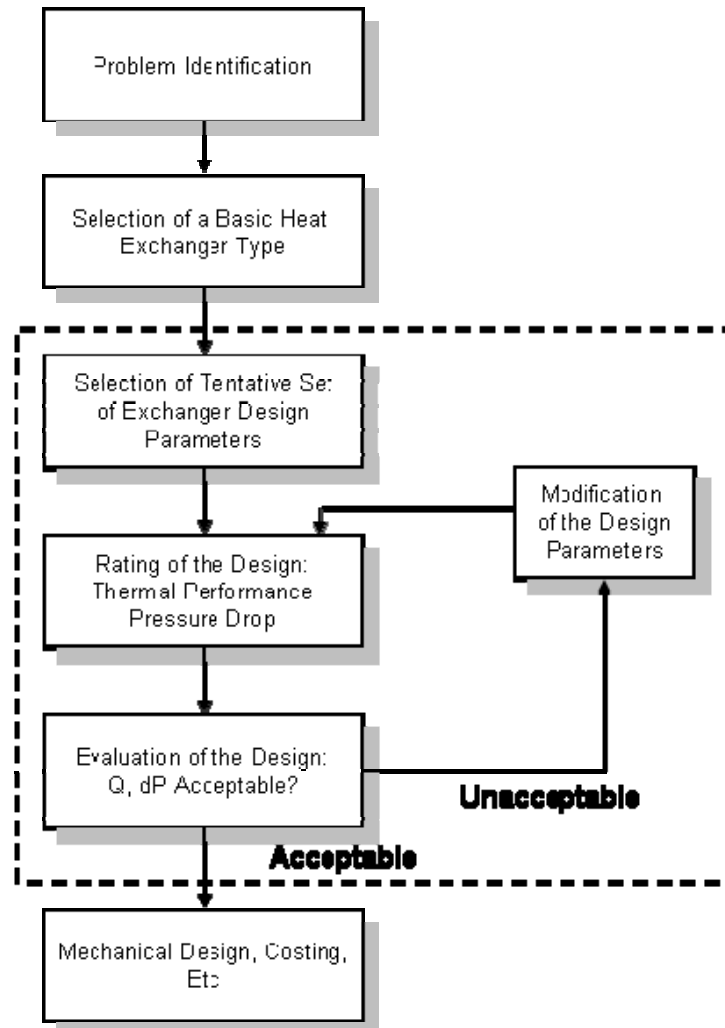 Problem Identification
Selection of a Basic Heat
Exchanger Type
Selection of Tentative Set
of Exchanger Design
Parameters
Modification
of the Design
Parameters
Rating of the Design:
Thermal Performance
Pressure Drop
Evaluation of the Design:
Q, dP Acceptable?
Unacceptable
Acceptable
Mechanical Design, Costing,
Etc